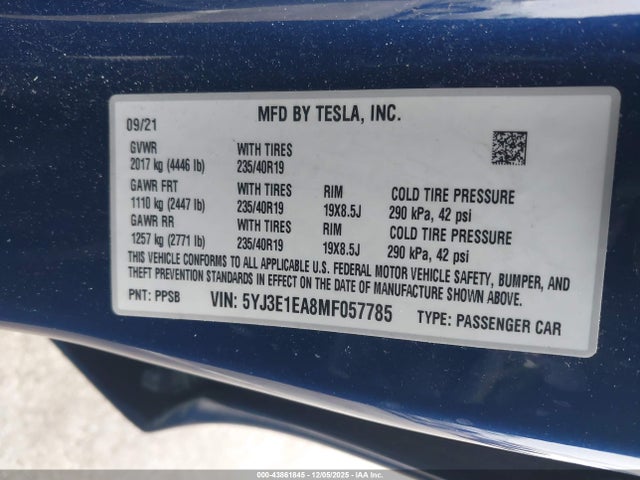 MFD BY TESLA, INC.
09/21
GVWR WITH TIRES
2017 kg (4446 lb) 235/40R19
GAWR FRT WITH TIRES RIM COLD TIRE PRESSURE
1110 kg (2447 lb) 235/40R19 19X8.5J 290 kPa, 42 psi
GAWR RR WITH TIRES RIM COLD TIRE PRESSURE
1257 kg (2771 lb) 235/40R19 19X8.5J 290 kPa, 42 psi
THIS VEHICLE CONFORMS TO ALL APPLICABLE U.S. FEDERAL MOTOR VEHICLE SAFETY, BUMPER, AND
THEFT PREVENTION STANDARDS IN EFFECT ON THE DATE OF MANUFACTURE SHOWN ABOVE.
PNT: PPSB VIN: 5YJ3E1EA8MF057785 TYPE: PASSENGER CAR
000-43861845 - 12/05/2025 - IAAI.COM